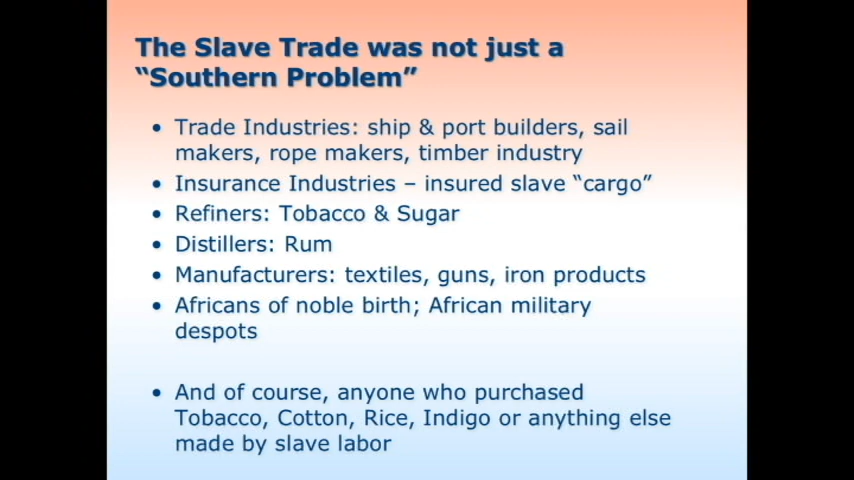 The Slave Trade was not just a
“Southern Problem”
• Trade Industries: ship & port builders, sail
makers, rope makers, timber industry
• Insurance Industries – insured slave “cargo”
• Refiners: Tobacco & Sugar
• Distillers: Rum
• Manufacturers: textiles, guns, iron products
• Africans of noble birth; African military
despots
• And of course, anyone who purchased
Tobacco, Cotton, Rice, Indigo or anything else
made by slave labor